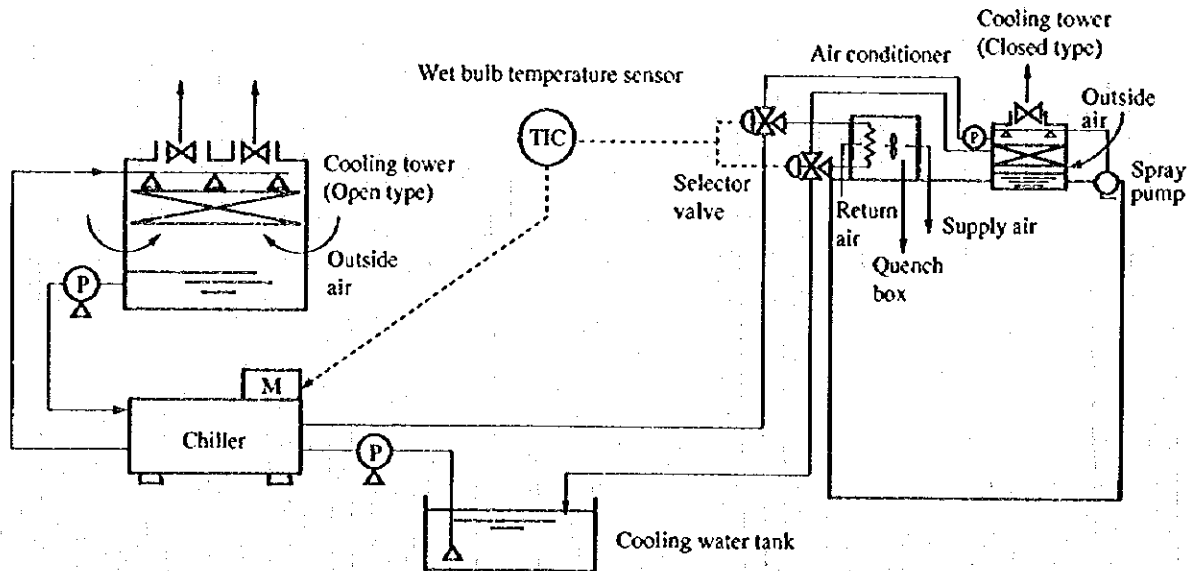 Cooling tower
(Closed type)
Air conditioner
Wet bulb temperature sensor
Outside
air
TIC
P
Cooling tower
(Open type)
Selector
valve
Spray
pump
Return
air
Supply air
Outside
air
P
Quench
box
M
Chiller
P
Cooling water tank